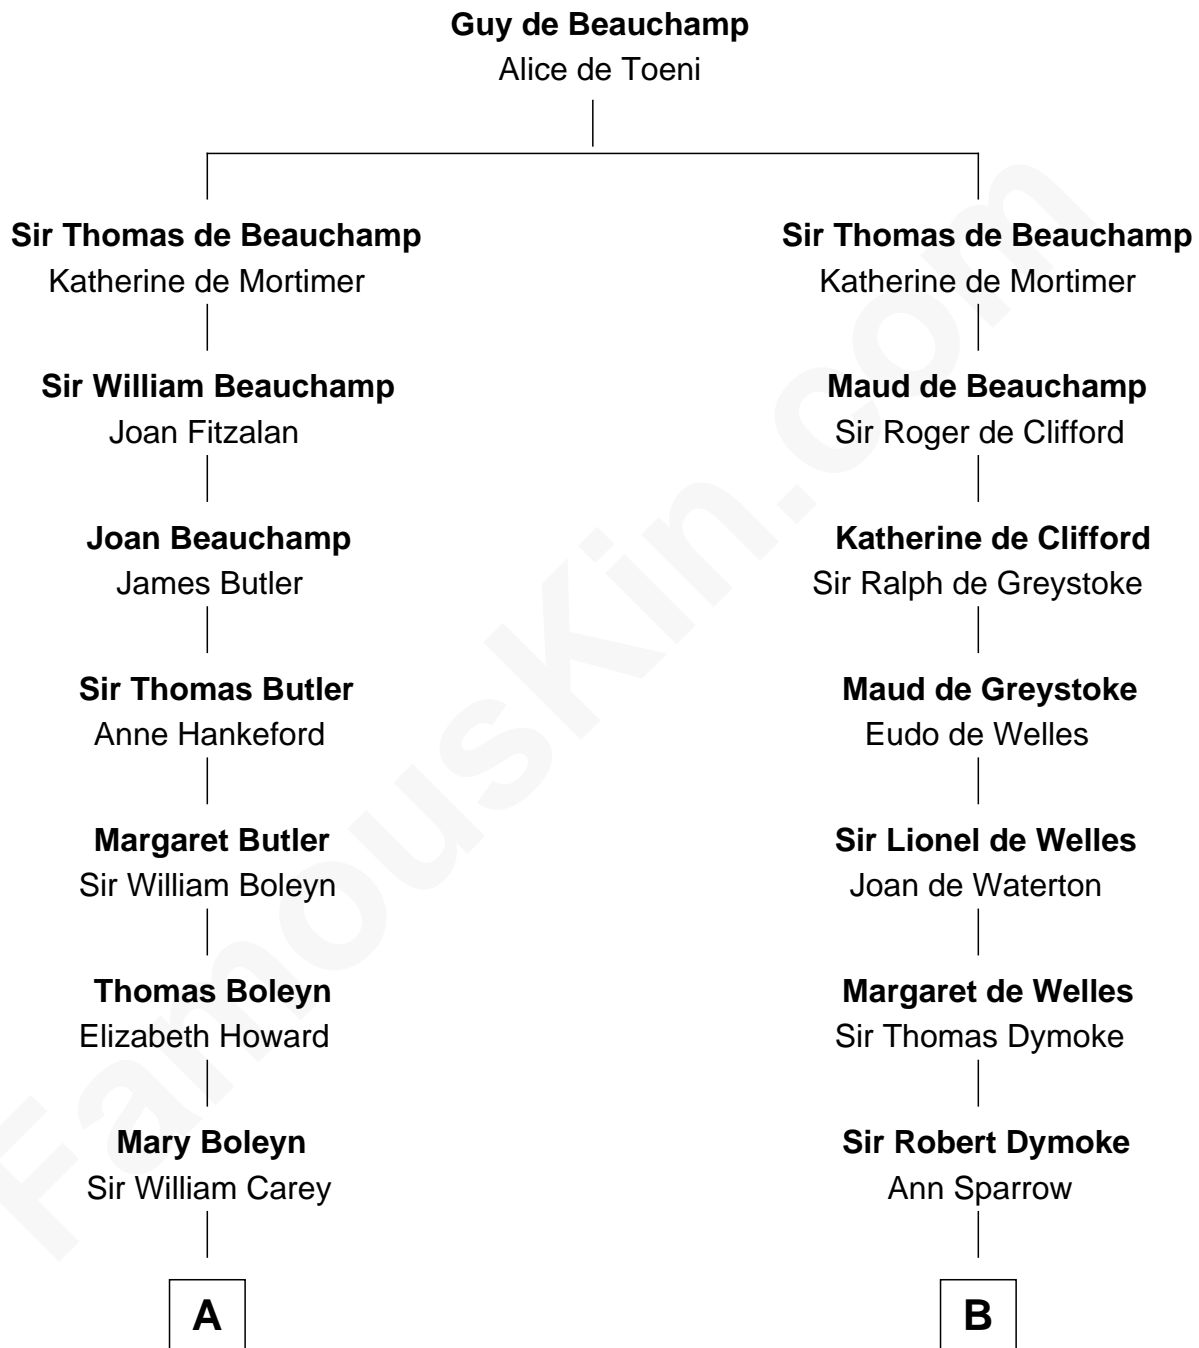 Guy de Beauchamp
Alice de Toeni
Sir Thomas de Beauchamp
Katherine de Mortimer
Sir Thomas de Beauchamp
Katherine de Mortimer
Sir William Beauchamp
Joan Fitzalan
Maud de Beauchamp
Sir Roger de Clifford
Joan Beauchamp
James Butler
Katherine de Clifford
Sir Ralph de Greystoke
Sir Thomas Butler
Anne Hankeford
Maud de Greystoke
Eudo de Welles
Margaret Butler
Sir William Boleyn
Sir Lionel de Welles
Joan de Waterton
Thomas Boleyn
Elizabeth Howard
Margaret de Welles
Sir Thomas Dymoke
Mary Boleyn
Sir William Carey
Sir Robert Dymoke
Ann Sparrow
A
B
FamousKin.com